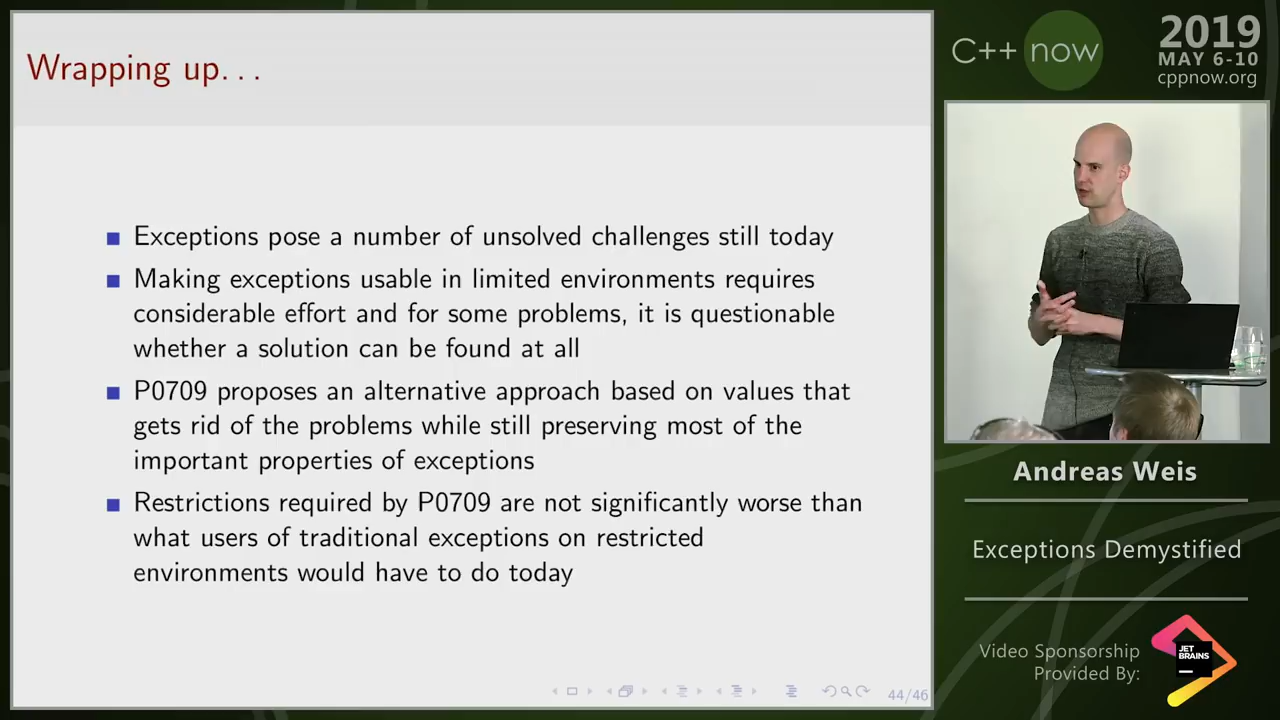 Wrapping up...
Exceptions pose a number of unsolved challenges still today
Making exceptions usable in limited environments requires
considerable effort and for some problems, it is questionable
whether a solution can be found at all
P0709 proposes an alternative approach based on values that
gets rid of the problems while still preserving most of the
important properties of exceptions
Restrictions required by P0709 are not significantly worse than
what users of traditional exceptions on restricted
environments would have to do today
44/46
C++ now
2019
MAY 6-10
cppnow.org
Andreas Weis
Exceptions Demystified
Video Sponsorship
Provided By:
JET
BRAINS